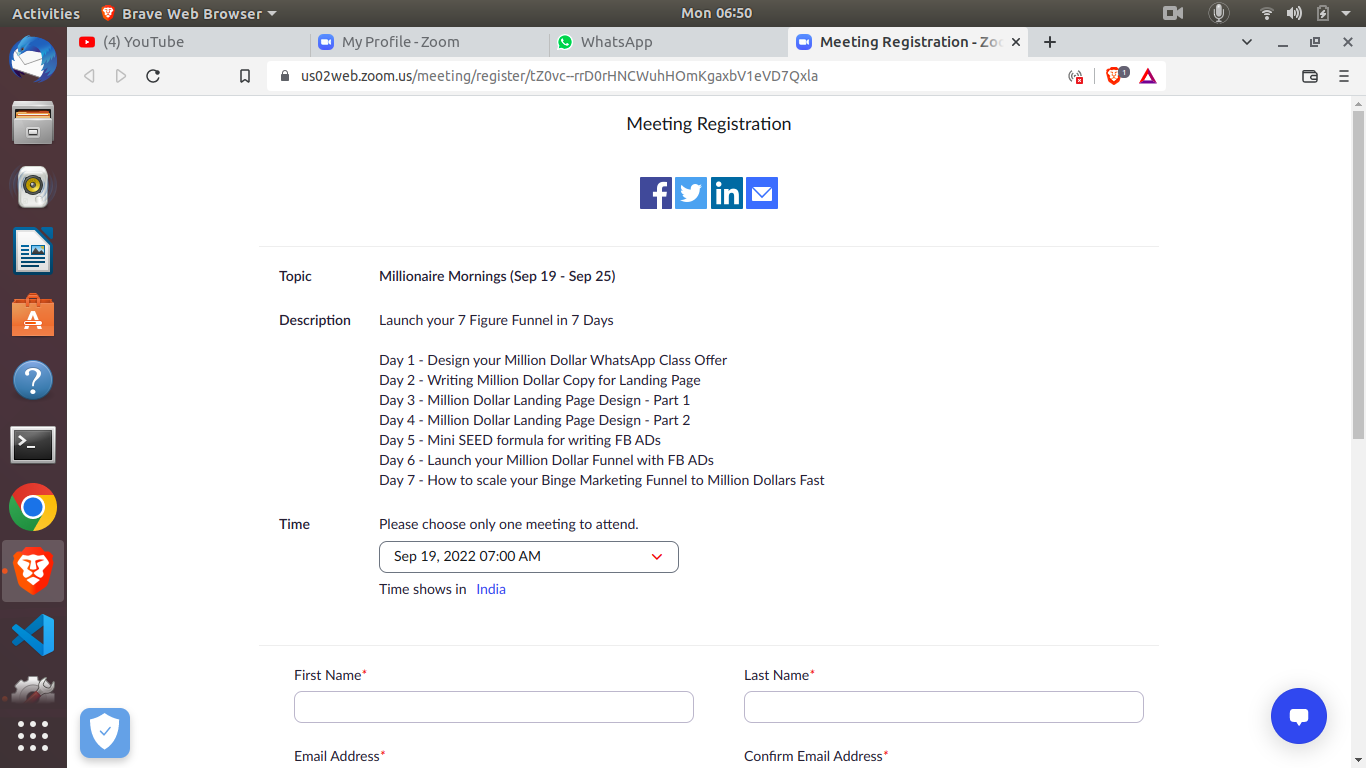 Activities
Brave Web Browser
Mon 06:50
(4) YouTube
My Profile - Zoom
WhatsApp
Meeting Registration - Zoo
us02web.zoom.us/meeting/register/tZ0vc--rrD0rHNCWuhHOmKgaxbV1eVD7Qxla
1
Meeting Registration
Topic
Millionaire Mornings (Sep 19 - Sep 25)
Description
Launch your 7 Figure Funnel in 7 Days
Day 1 - Design your Million Dollar WhatsApp Class Offer
Day 2 - Writing Million Dollar Copy for Landing Page
Day 3 - Million Dollar Landing Page Design - Part 1
Day 4 - Million Dollar Landing Page Design - Part 2
Day 5 - Mini SEED formula for writing FB ADs
Day 6 - Launch your Million Dollar Funnel with FB ADs
Day 7 - How to scale your Binge Marketing Funnel to Million Dollars Fast
Time
Please choose only one meeting to attend.
Sep 19, 2022 07:00 AM
Time shows in India
First Name*
Last Name*
Email Address*
Confirm Email Address*